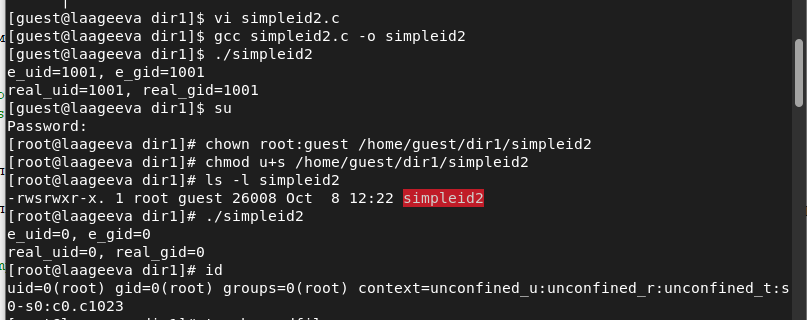 [guest@laageeva dir1]$ vi simpleid2.c
[guest@laageeva dir1]$ gcc simpleid2.c -o simpleid2
[guest@laageeva dir1]$ ./simpleid2
e_uid=1001, e_gid=1001
real_uid=1001, real_gid=1001
[guest@laageeva dir1]$ su
Password:
[root@laageeva dir1]# chown root:guest /home/guest/dir1/simpleid2
[root@laageeva dir1]# chmod u+s /home/guest/dir1/simpleid2
[root@laageeva dir1]# ls -l simpleid2
-rwsrwxr-x. 1 root guest 26008 Oct  8 12:22 simpleid2
[root@laageeva dir1]# ./simpleid2
e_uid=0, e_gid=0
real_uid=0, real_gid=0
[root@laageeva dir1]# id
uid=0(root) gid=0(root) groups=0(root) context=unconfined_u:unconfined_r:unconfined_t:s
0-s0:c0.c1023